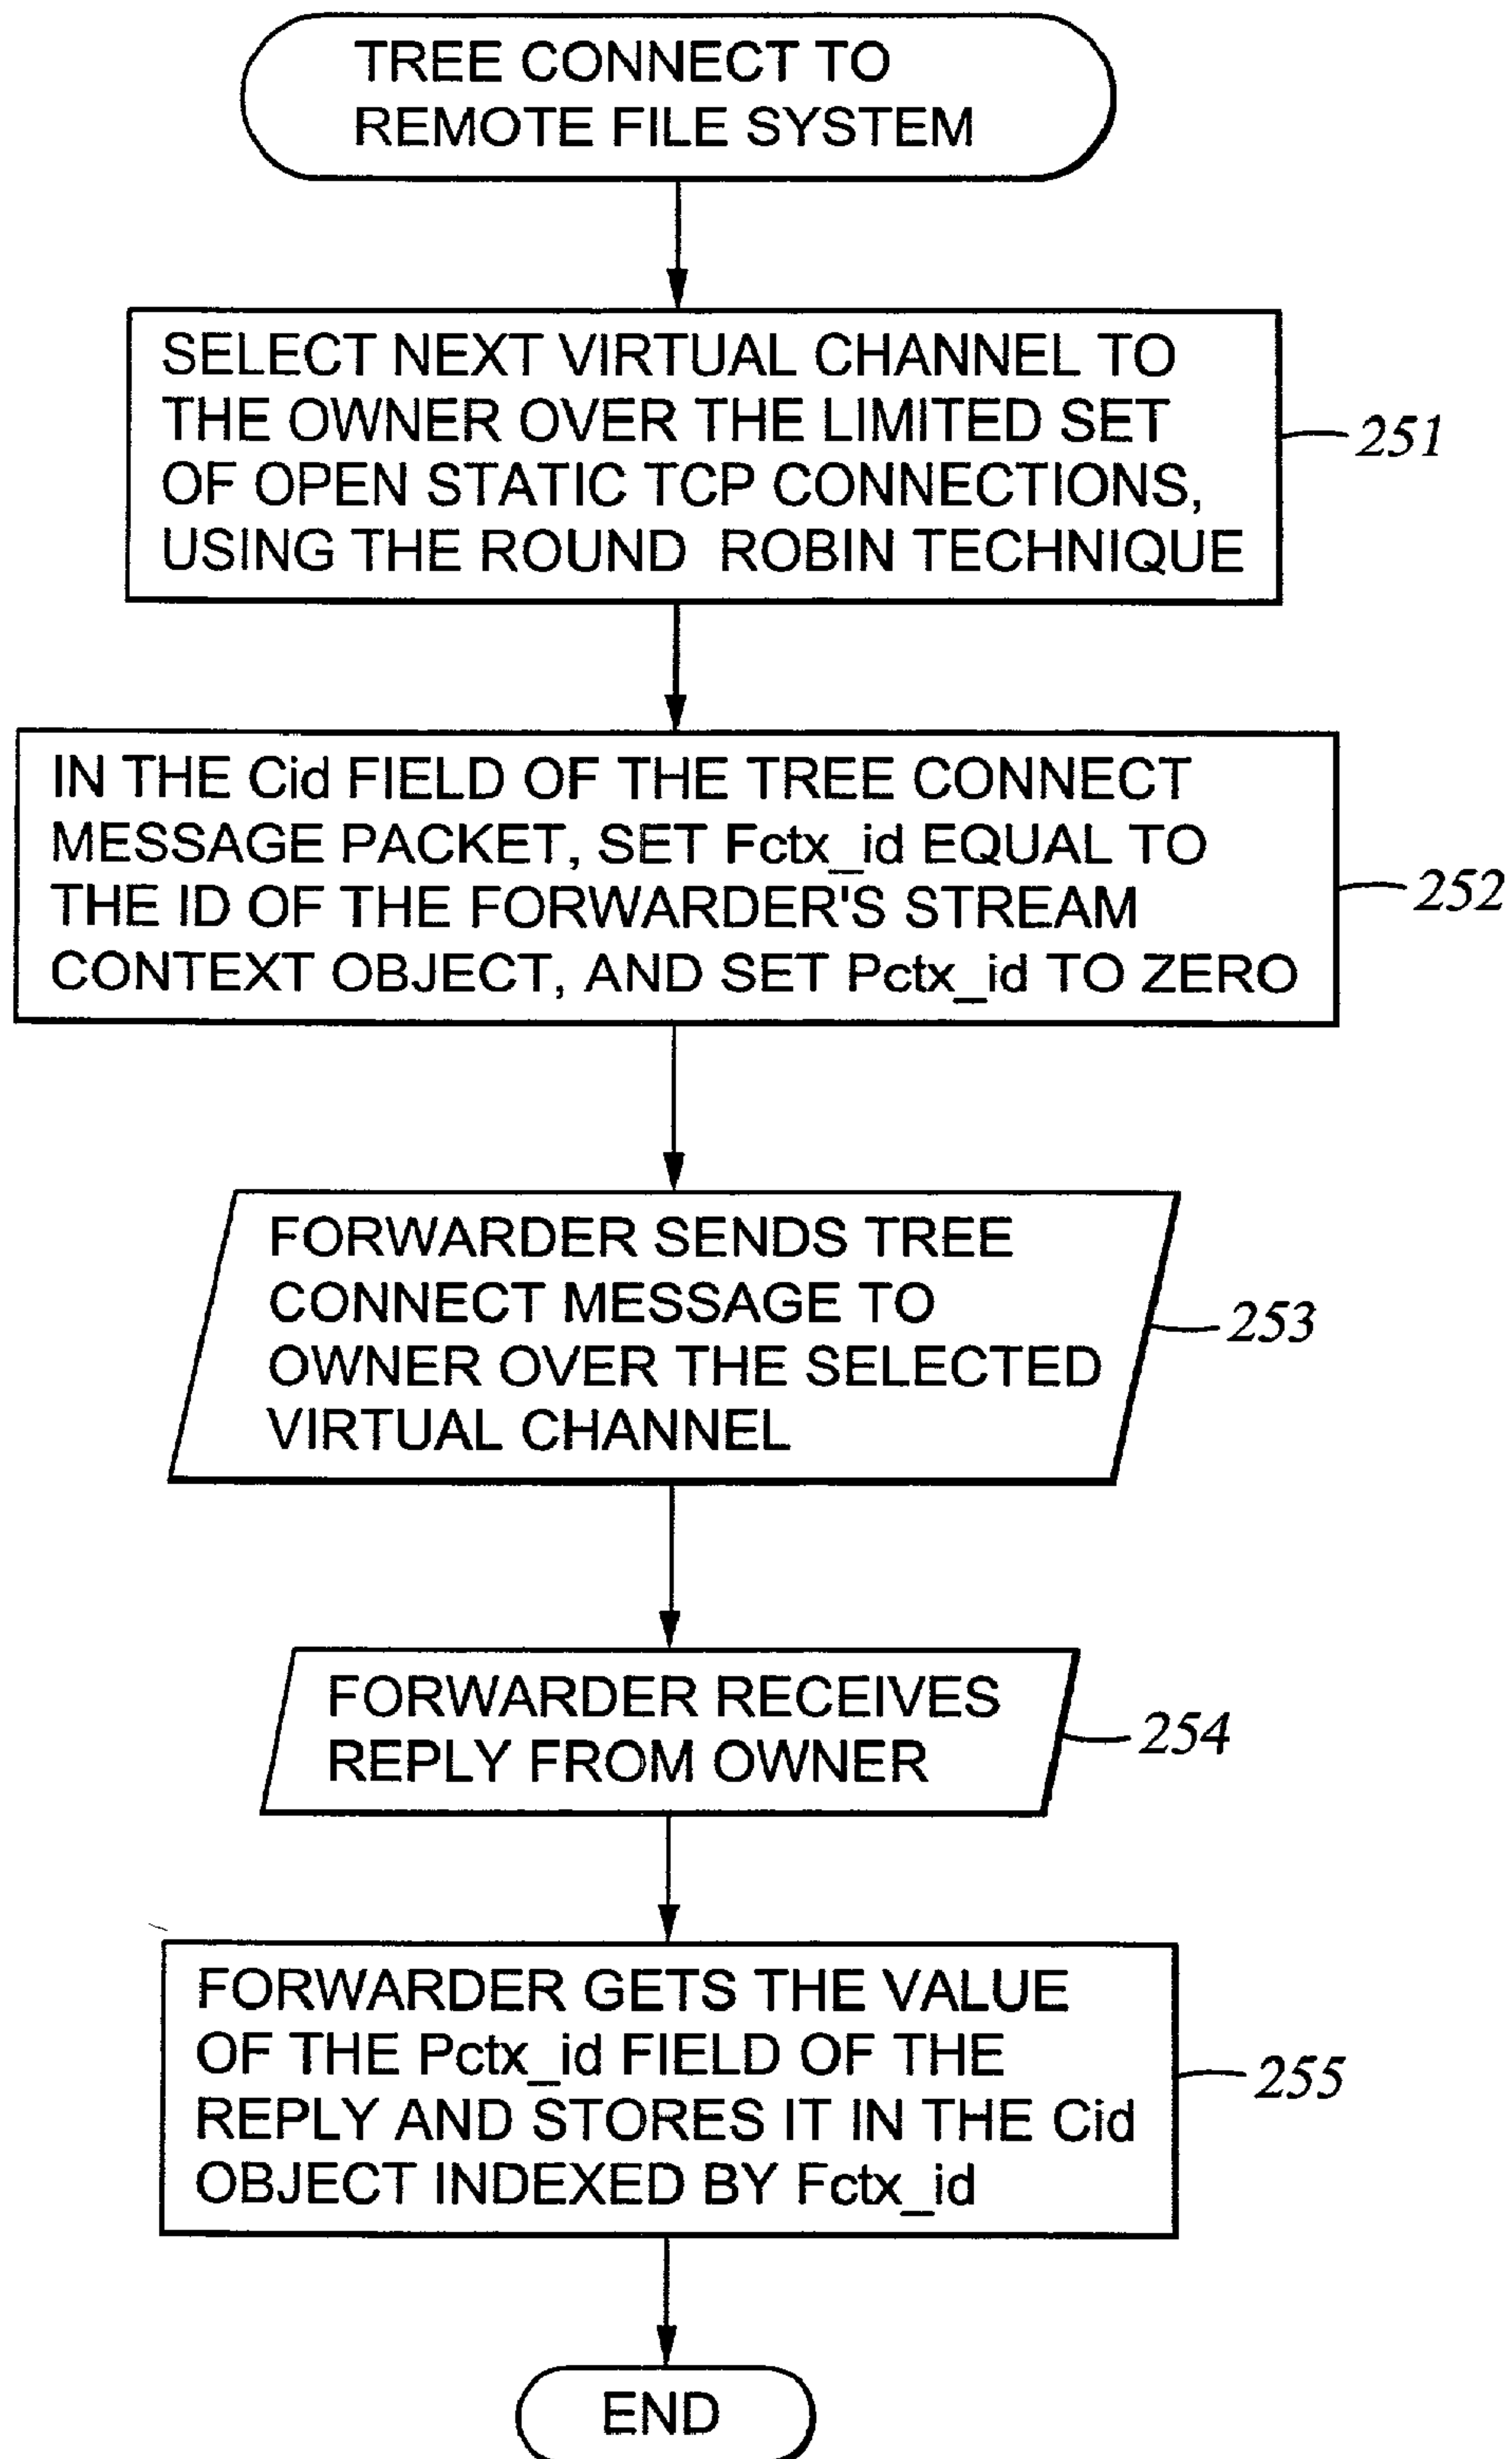 TREE CONNECT TO
REMOTE FILE SYSTEM
SELECT NEXT VIRTUAL CHANNEL TO
THE OWNER OVER THE LIMITED SET
OF OPEN STATIC TCP CONNECTIONS,
USING THE ROUND ROBIN TECHNIQUE
251
IN THE Cid FIELD OF THE TREE CONNECT
MESSAGE PACKET, SET Fctx_id EQUAL TO
THE ID OF THE FORWARDER'S STREAM
CONTEXT OBJECT, AND SET Pctx_id TO ZERO
252
FORWARDER SENDS TREE
CONNECT MESSAGE TO
OWNER OVER THE SELECTED
VIRTUAL CHANNEL
253
FORWARDER RECEIVES
REPLY FROM OWNER
254
FORWARDER GETS THE VALUE
OF THE Pctx_id FIELD OF THE
REPLY AND STORES IT IN THE Cid
OBJECT INDEXED BY Fctx_id
255
END